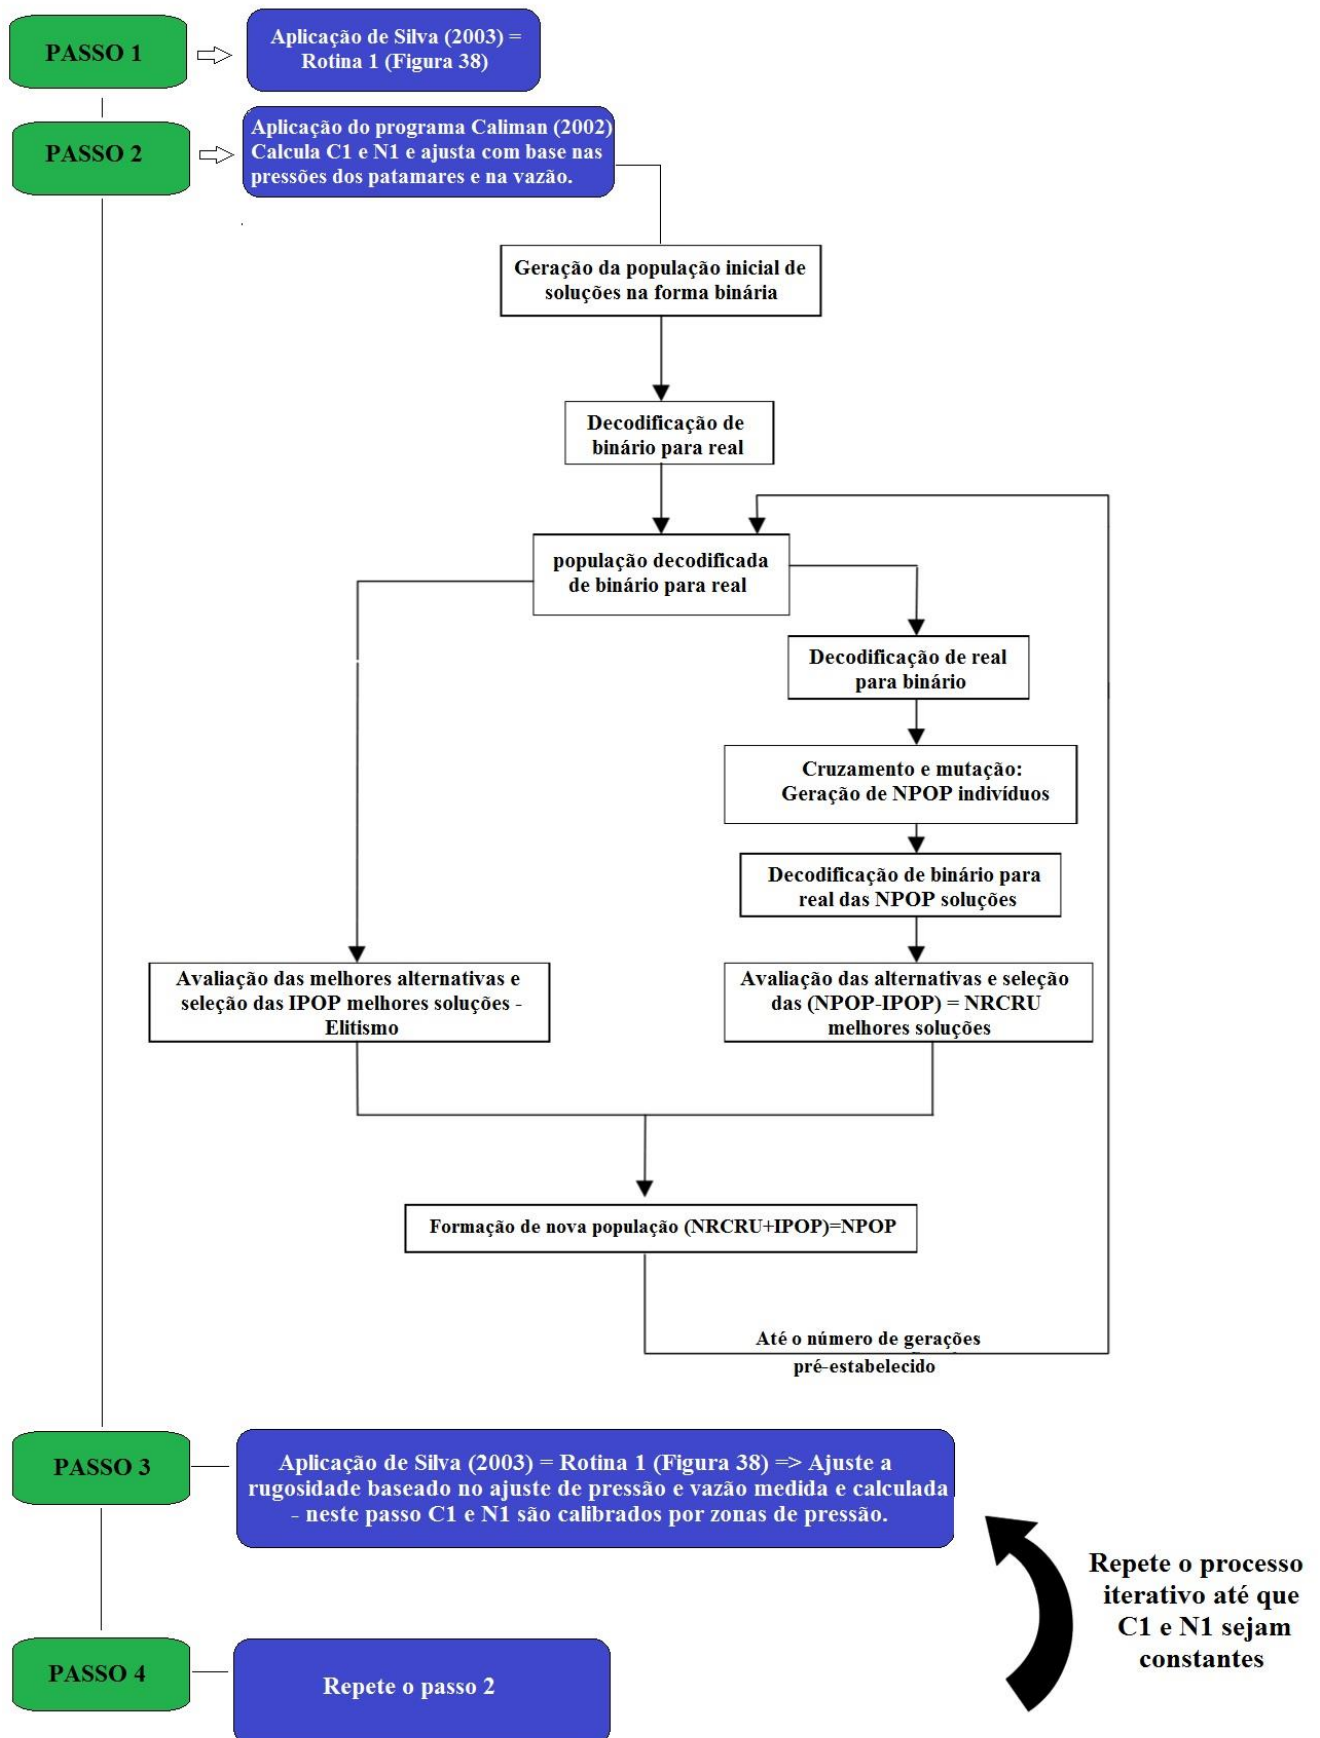 PASSO 1
Aplicação de Silva (2003) =
Rotina 1 (Figura 38)
PASSO 2
Aplicação do programa Caliman (2002)
Calcula C1 e N1 e ajusta com base nas
pressões dos patamares e na vazão.
Geração da população inicial de
soluções na forma binária
Decodificação de
binário para real
população decodificada
de binário para real
Decodificação de real
para binário
Cruzamento e mutação:
Geração de NPOP indivíduos
Decodificação de binário para
real das NPOP soluções
Avaliação das melhores alternativas e
seleção das IPOP melhores soluções -
Elitismo
Avaliação das alternativas e seleção
das (NPOP-IPOP) = NRCRU
melhores soluções
Formação de nova população (NRCRU+IPOP)=NPOP
Até o número de gerações
pré-estabelecido
PASSO 3
Aplicação de Silva (2003) = Rotina 1 (Figura 38) => Ajuste a
rugosidade baseado no ajuste de pressão e vazão medida e calculada
- neste passo C1 e N1 são calibrados por zonas de pressão.
Repete o processo
iterativo até que
C1 e N1 sejam
constantes
PASSO 4
Repete o passo 2